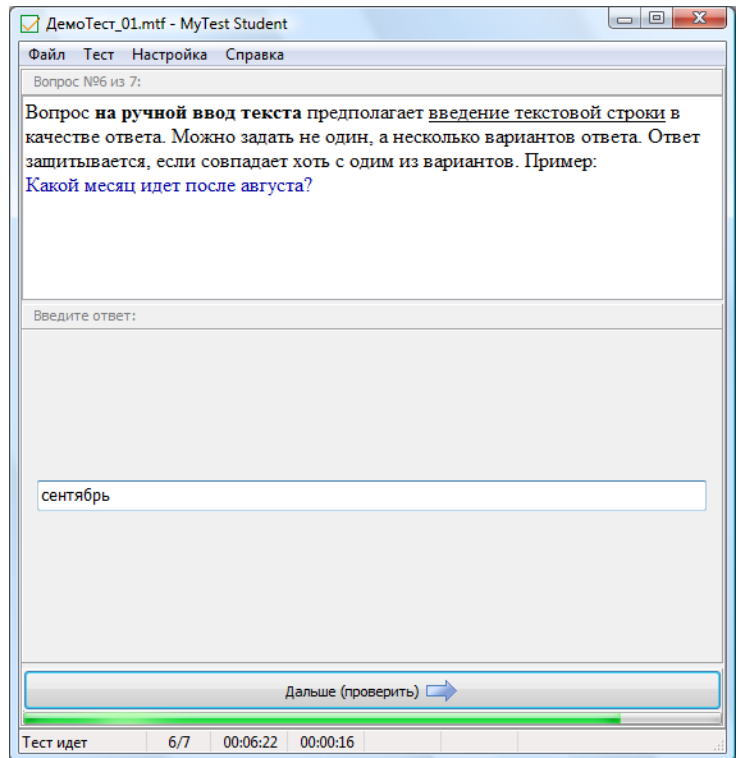 ДемоТест_01.mtf - MyTest Student
Файл Тест Настройка Справка
Вопрос №6 из 7:
Вопрос на ручной ввод текста предполагает введение текстовой строки в
качестве ответа. Можно задать не один, а несколько вариантов ответа. Ответ
защитывается, если совпадает хоть с одим из вариантов. Пример:
Какой месяц идет после августа?
Введите ответ:
сентябрь
Дальше (проверить)
Тест идет 6/7 00:06:22 00:00:16